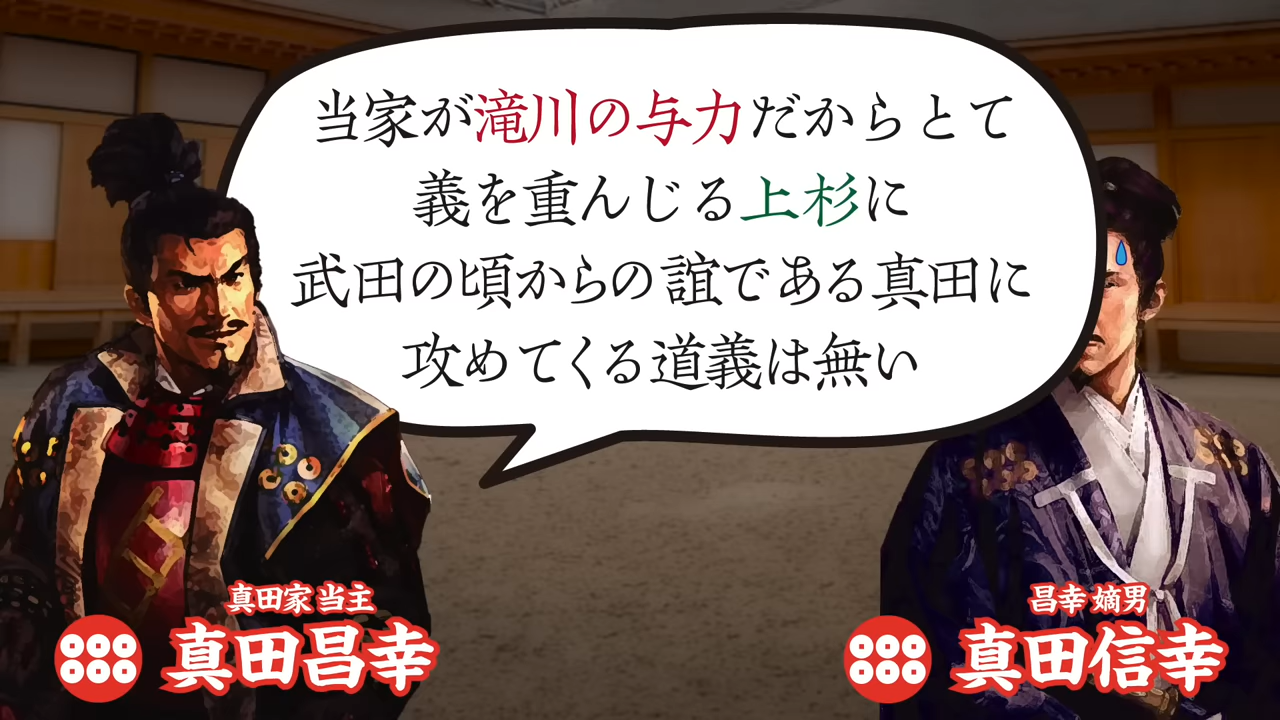 当家が滝川の与力だからとて
義を重んじる上杉に
武田の頃からの誼である真田に
攻めてくる道義は無い
真田家 当主
真田昌幸
昌幸 嫡男
真田信幸